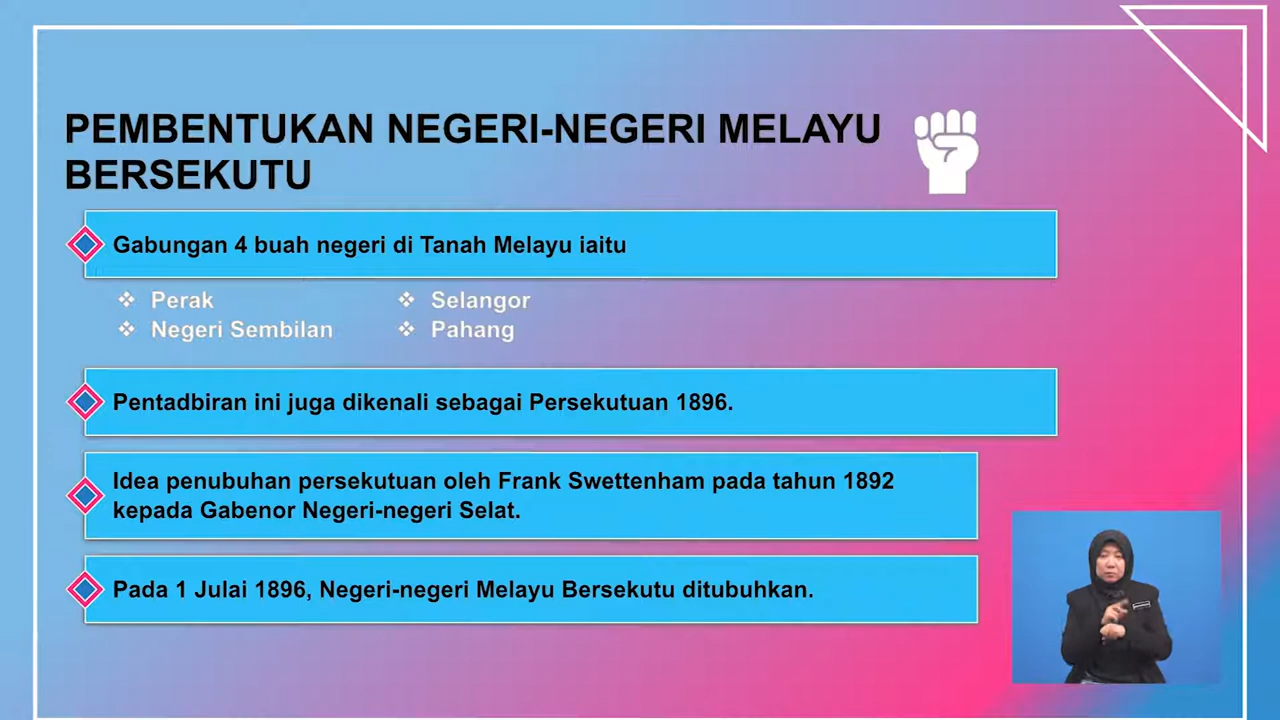 PEMBENTUKAN NEGERI-NEGERI MELAYU
BERSEKUTU
Gabungan 4 buah negeri di Tanah Melayu iaitu
Perak
Selangor
Negeri Sembilan
Pahang
Pentadbiran ini juga dikenali sebagai Persekutuan 1896.
Idea penubuhan persekutuan oleh Frank Swettenham pada tahun 1892
kepada Gabenor Negeri-negeri Selat.
Pada 1 Julai 1896, Negeri-negeri Melayu Bersekutu ditubuhkan.